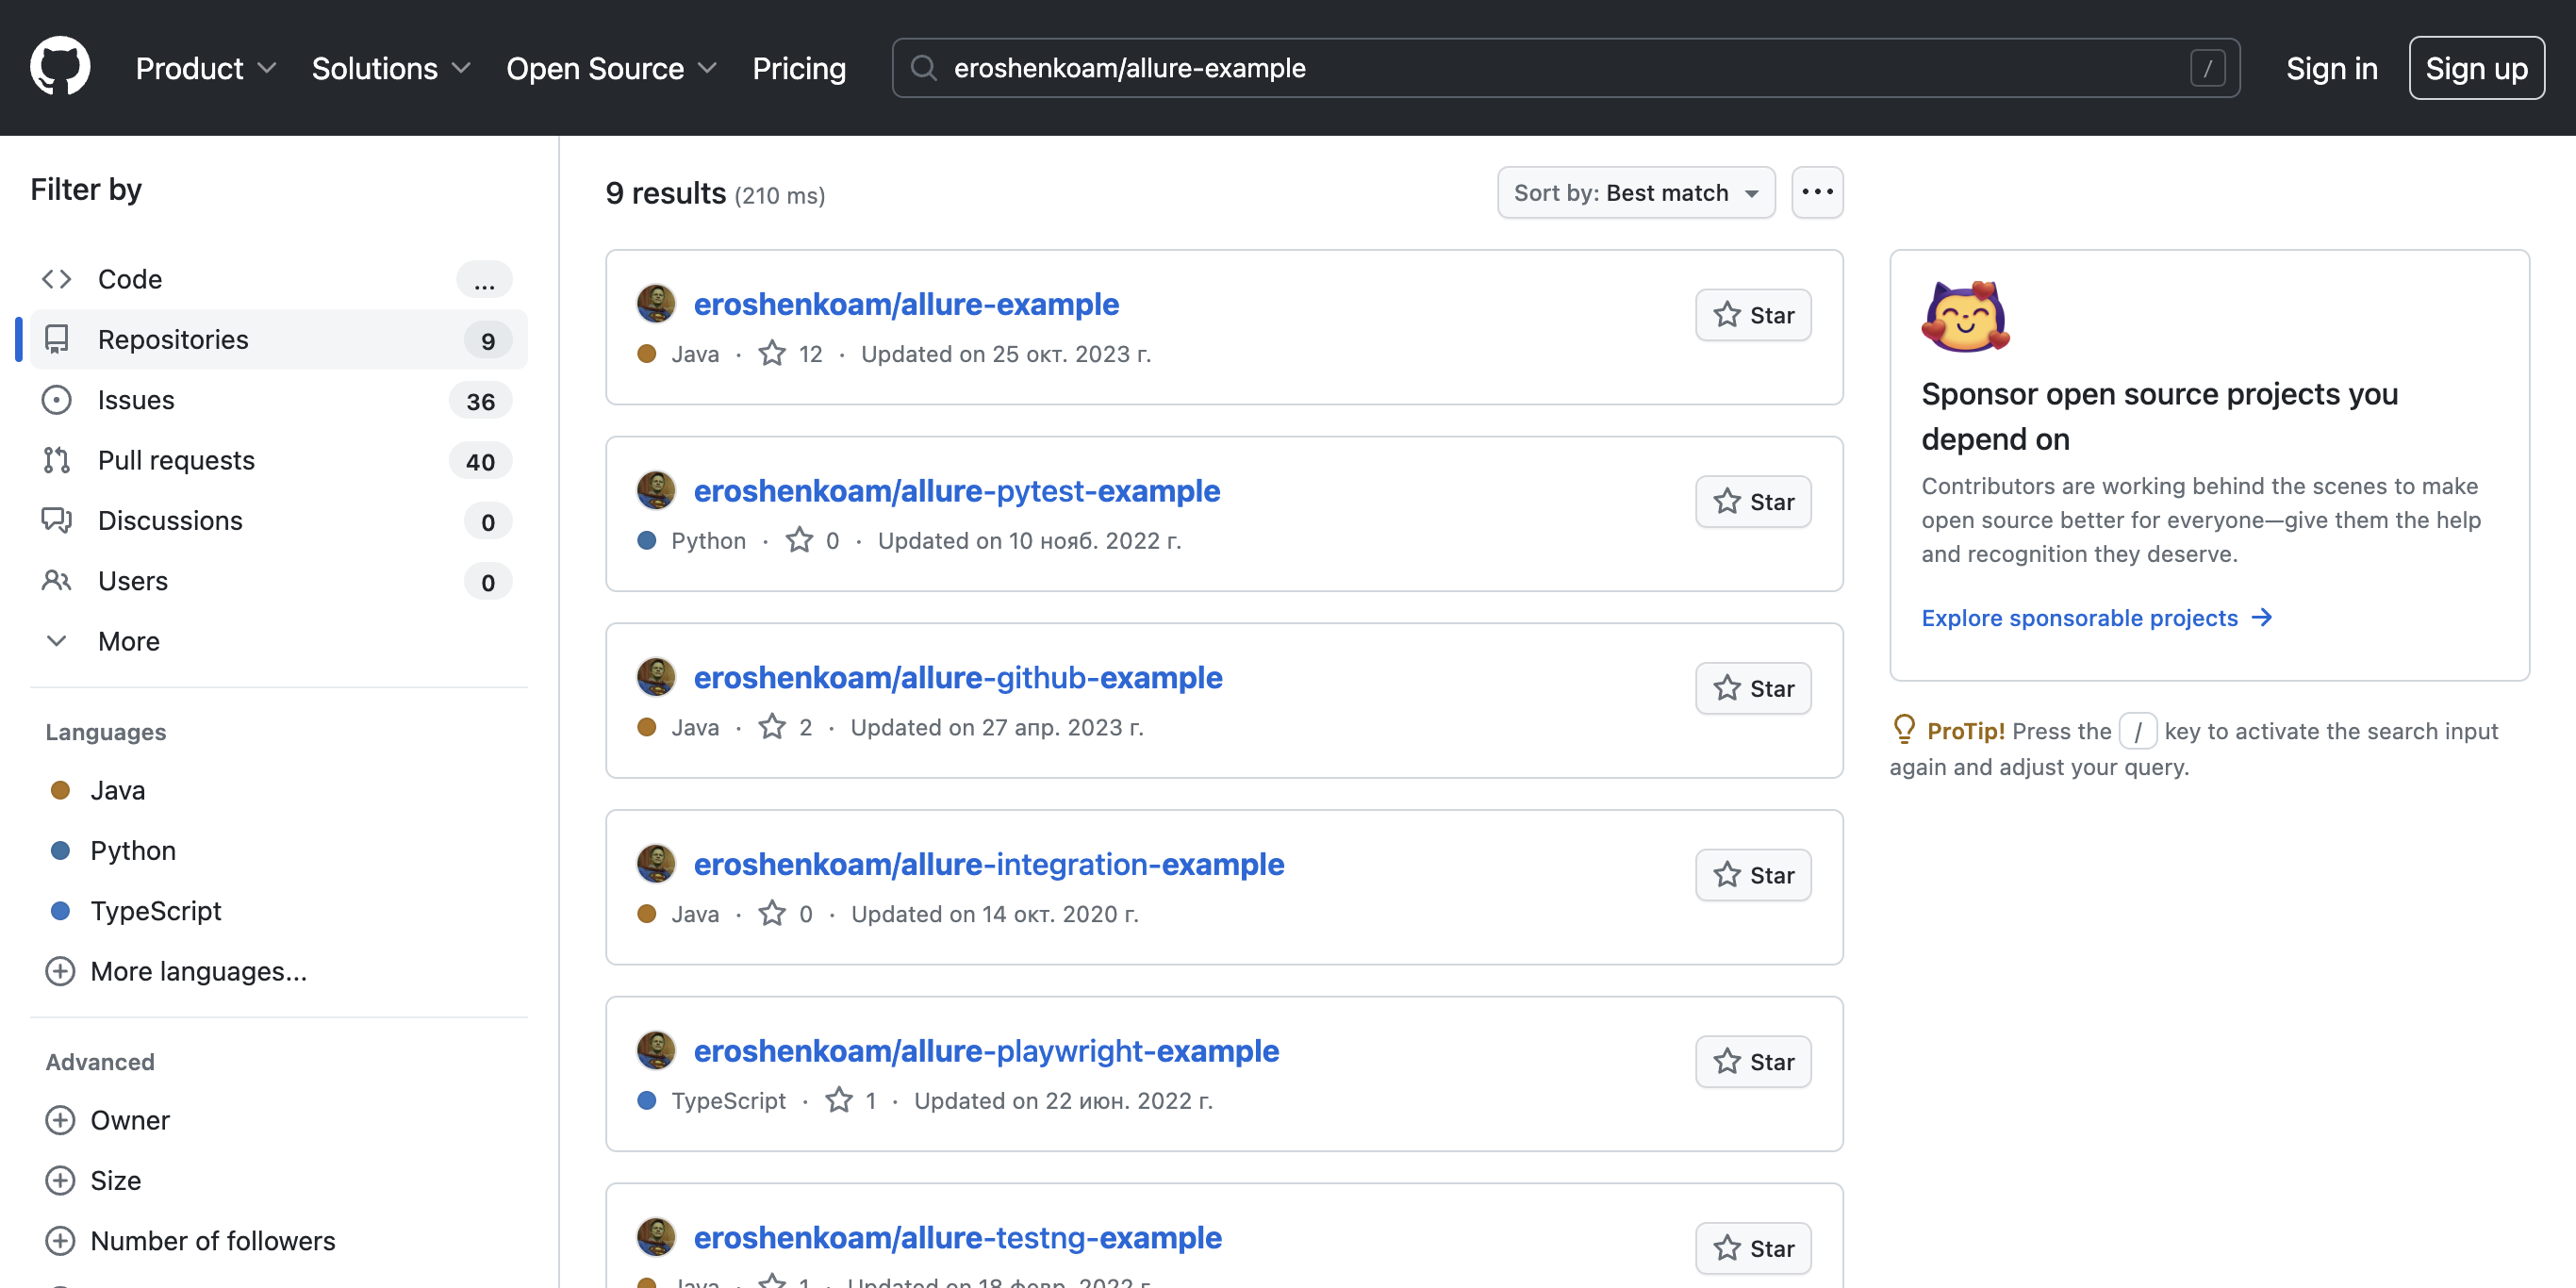 Product Solutions Open Source Pricing eroshenkoam/allure-example / Sign in Sign up
Filter by
Code ...
Repositories 9
Issues 36
Pull requests 40
Discussions 0
Users 0
More
Languages
Java
Python
TypeScript
More languages...
Advanced
Owner
Size
Number of followers
9 results (210 ms)
Sort by: Best match
eroshenkoam/allure-example
Star
Java · 12 · Updated on 25 окт. 2023 г.
eroshenkoam/allure-pytest-example
Star
Python · 0 · Updated on 10 нояб. 2022 г.
eroshenkoam/allure-github-example
Star
Java · 2 · Updated on 27 апр. 2023 г.
eroshenkoam/allure-integration-example
Star
Java · 0 · Updated on 14 окт. 2020 г.
eroshenkoam/allure-playwright-example
Star
TypeScript · 1 · Updated on 22 июн. 2022 г.
eroshenkoam/allure-testng-example
Star
Java · 1 · Updated on 18 февр. 2022 г.
Sponsor open source projects you
depend on
Contributors are working behind the scenes to make
open source better for everyone—give them the help
and recognition they deserve.
Explore sponsorable projects →
ProTip! Press the / key to activate the search input
again and adjust your query.